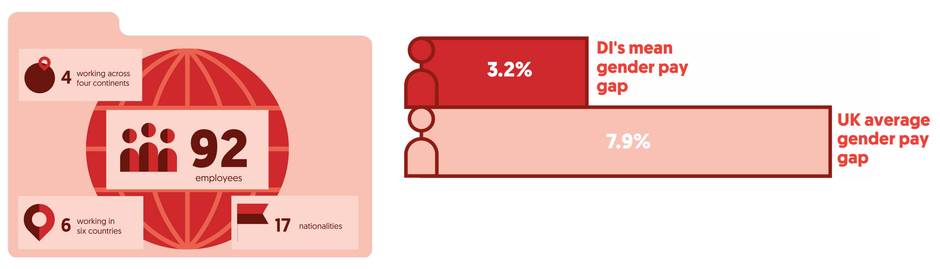 4 working across
four continents
92
employees
6 working in
six countries
17 nationalities
3.2%
DI's mean
gender pay
gap
7.9%
UK average
gender pay
gap